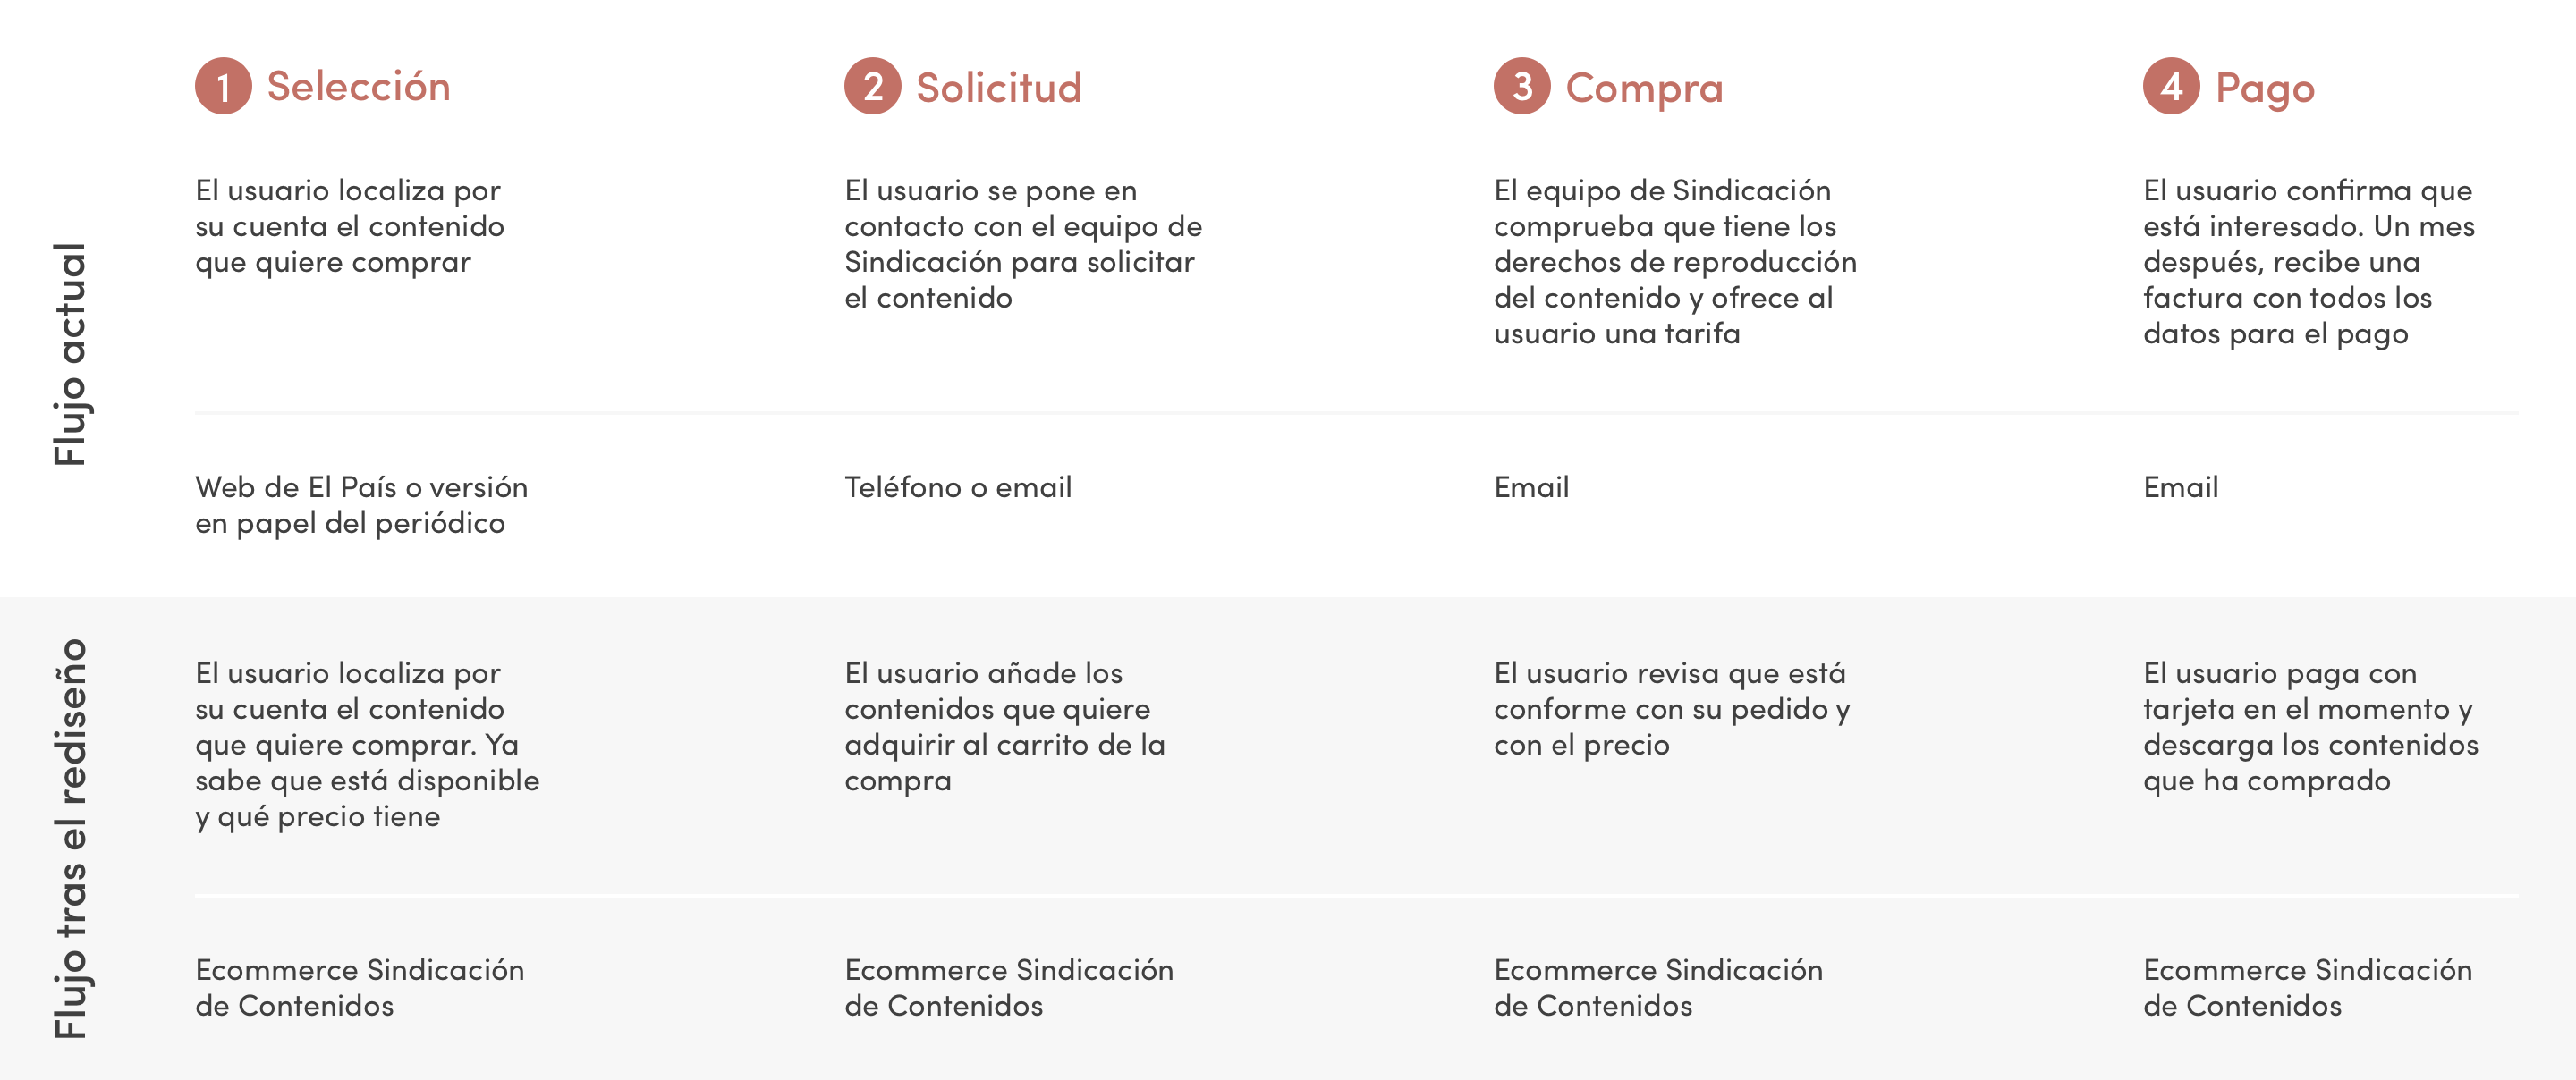 1 Selección
2 Solicitud
3 Compra
4 Pago
Flujo actual
El usuario localiza por
su cuenta el contenido
que quiere comprar
El usuario se pone en
contacto con el equipo de
Sindicación para solicitar
el contenido
El equipo de Sindicación
comprueba que tiene los
derechos de reproducción
del contenido y ofrece al
usuario una tarifa
El usuario confirma que
está interesado. Un mes
después, recibe una
factura con todos los
datos para el pago
Web de El País o versión
en papel del periódico
Teléfono o email
Email
Email
Flujo tras el rediseño
El usuario localiza por
su cuenta el contenido
que quiere comprar. Ya
sabe que está disponible
y qué precio tiene
El usuario añade los
contenidos que quiere
adquirir al carrito de la
compra
El usuario revisa que está
conforme con su pedido y
con el precio
El usuario paga con
tarjeta en el momento y
descarga los contenidos
que ha comprado
Ecommerce Sindicación
de Contenidos
Ecommerce Sindicación
de Contenidos
Ecommerce Sindicación
de Contenidos
Ecommerce Sindicación
de Contenidos